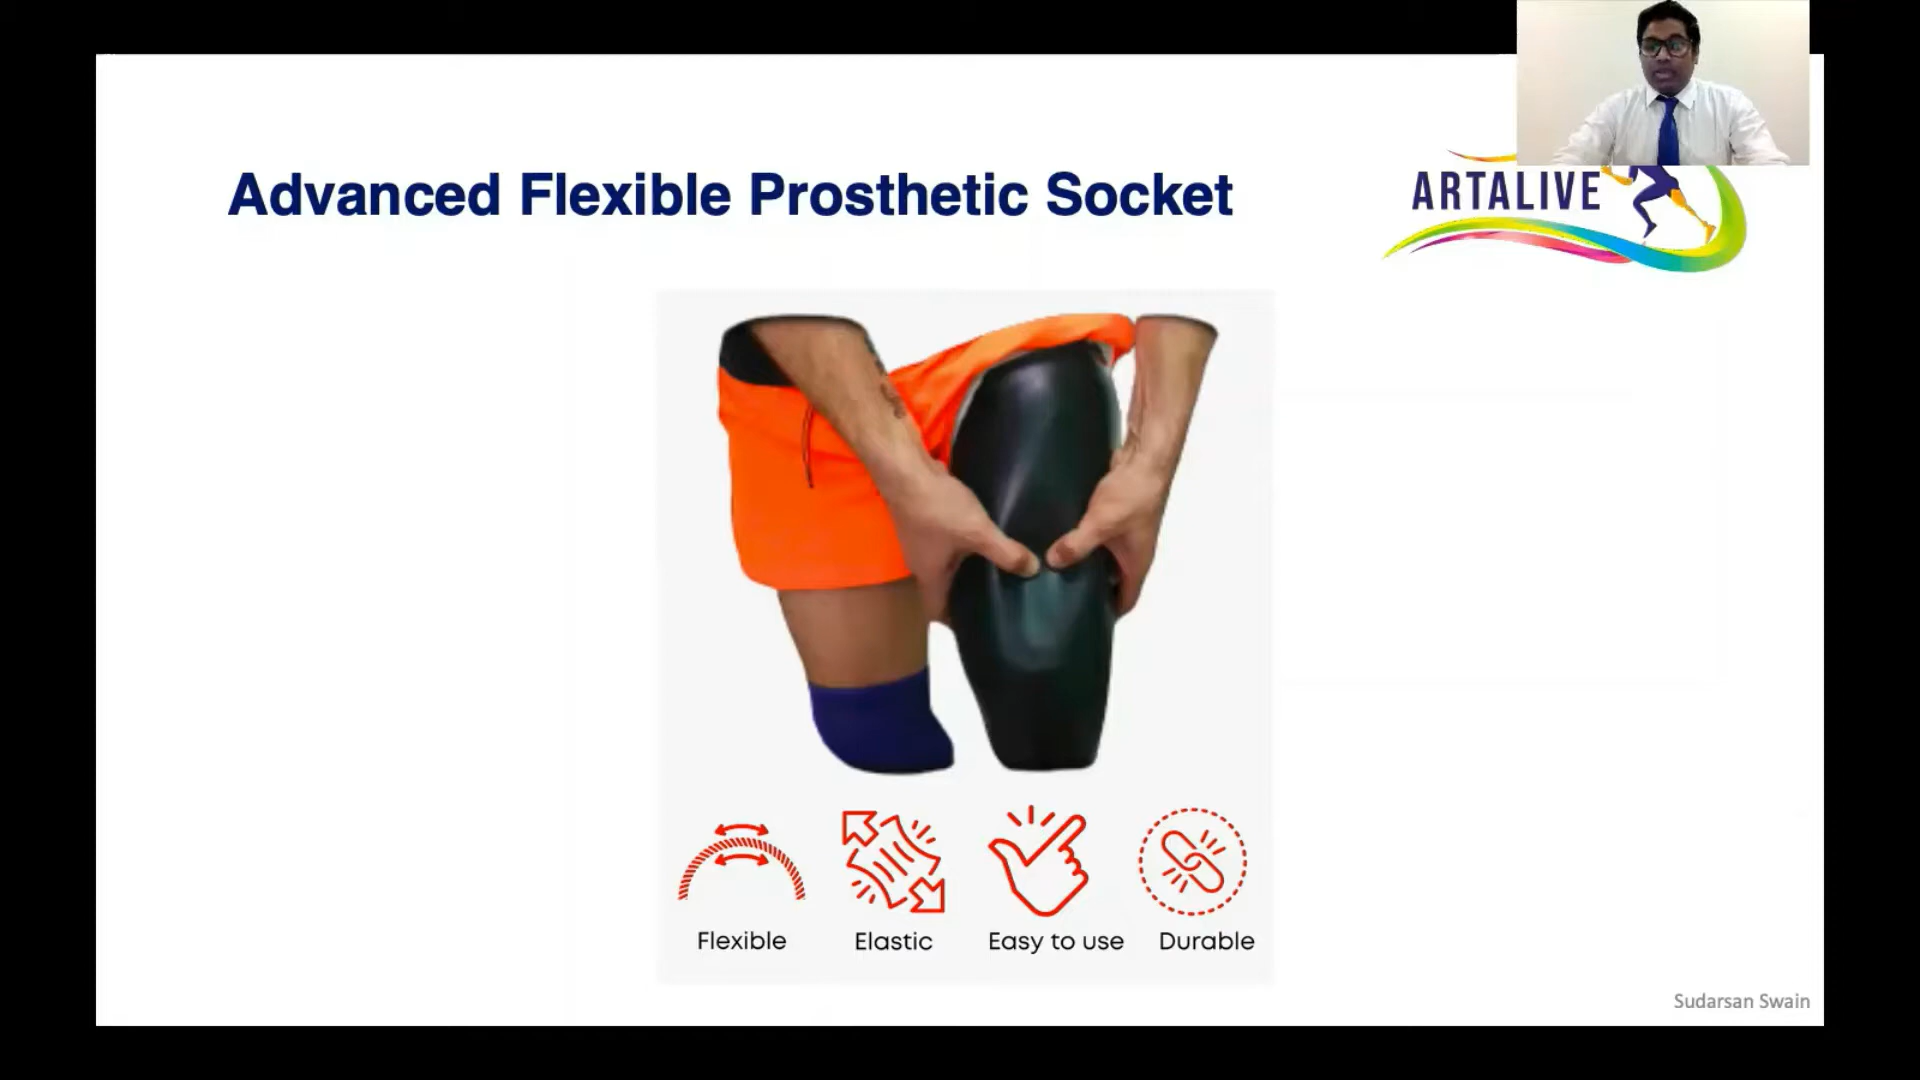 Advanced Flexible Prosthetic Socket
ARTALIVE
Flexible
Elastic
Easy to use
Durable
Sudarsan Swain